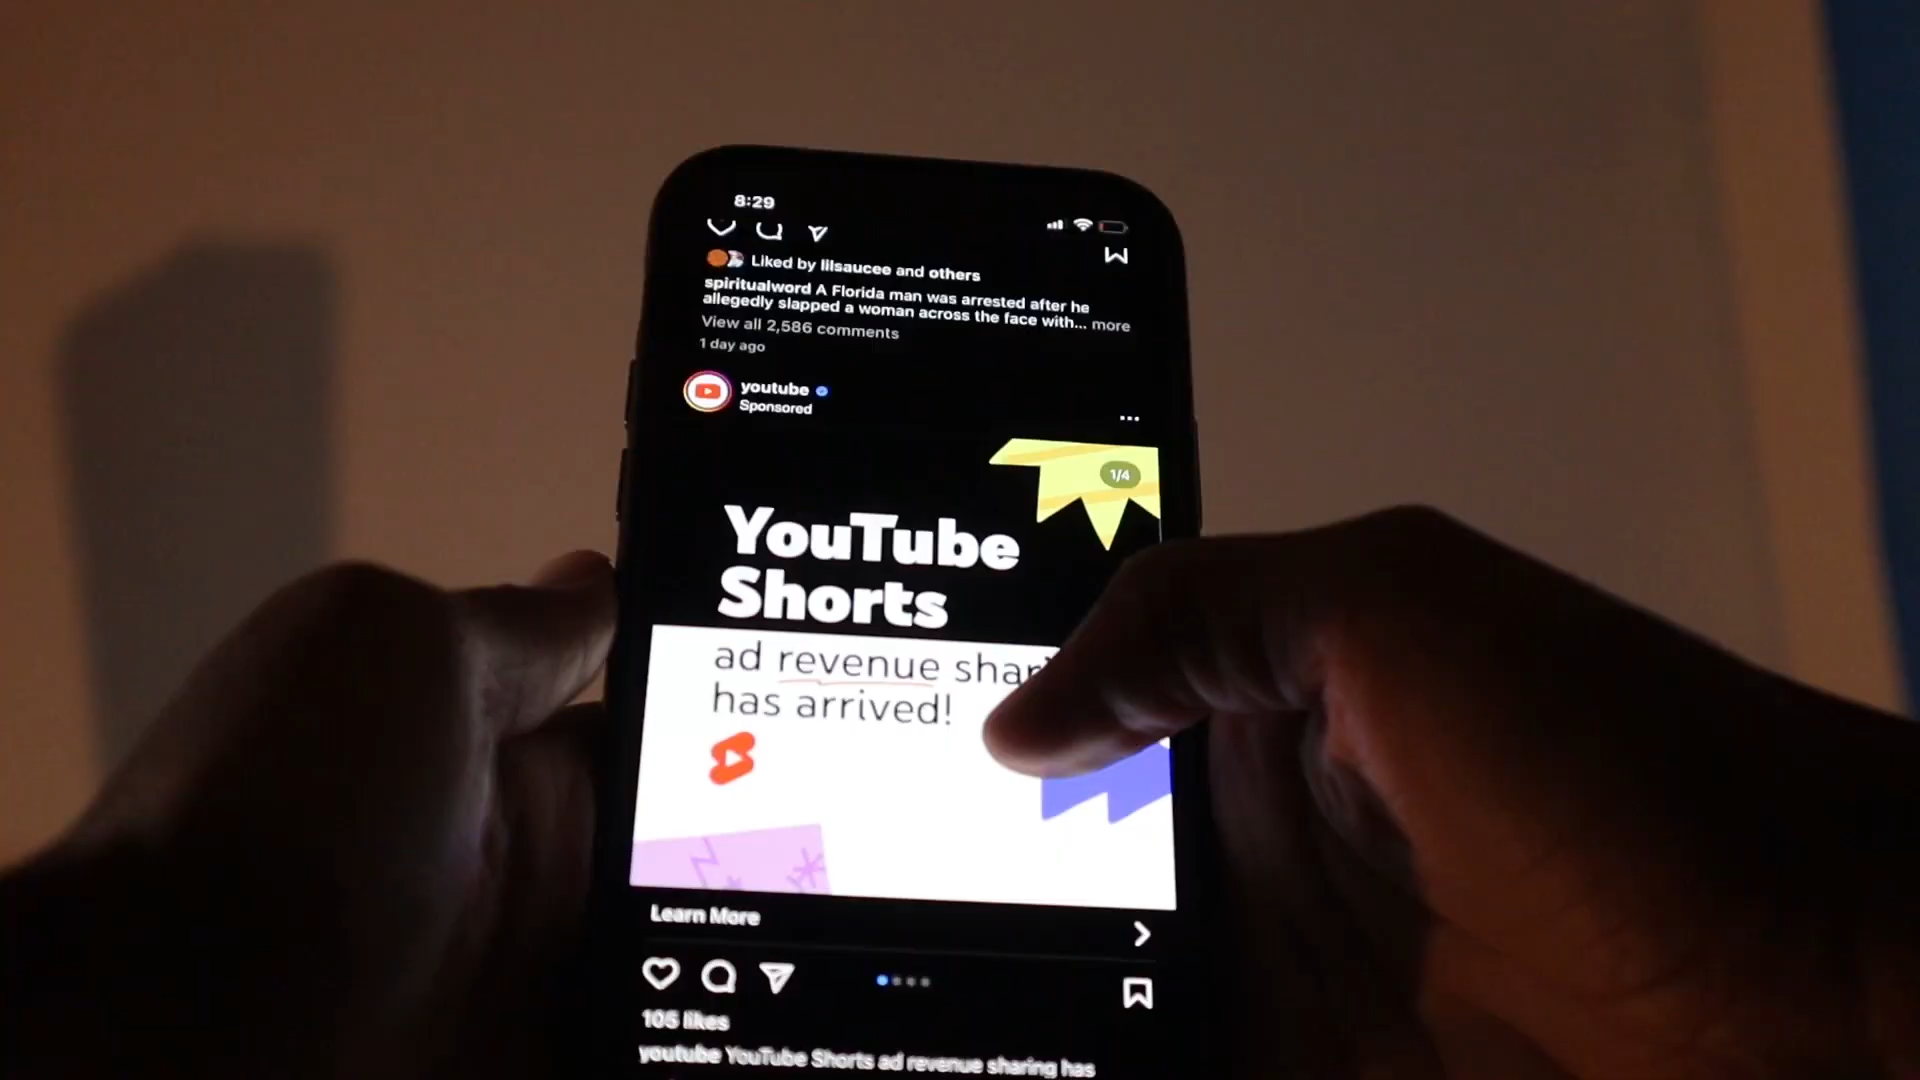 8:29
Liked by lilsaucee and others
spiritualword A Florida man was arrested after he
allegedly slapped a woman across the face with... more
View all 2,586 comments
1 day ago
youtube
Sponsored
1/4
YouTube
Shorts
ad revenue shari
has arrived!
Learn More
105 likes
youtube YouTube Shorts ad revenue sharing has